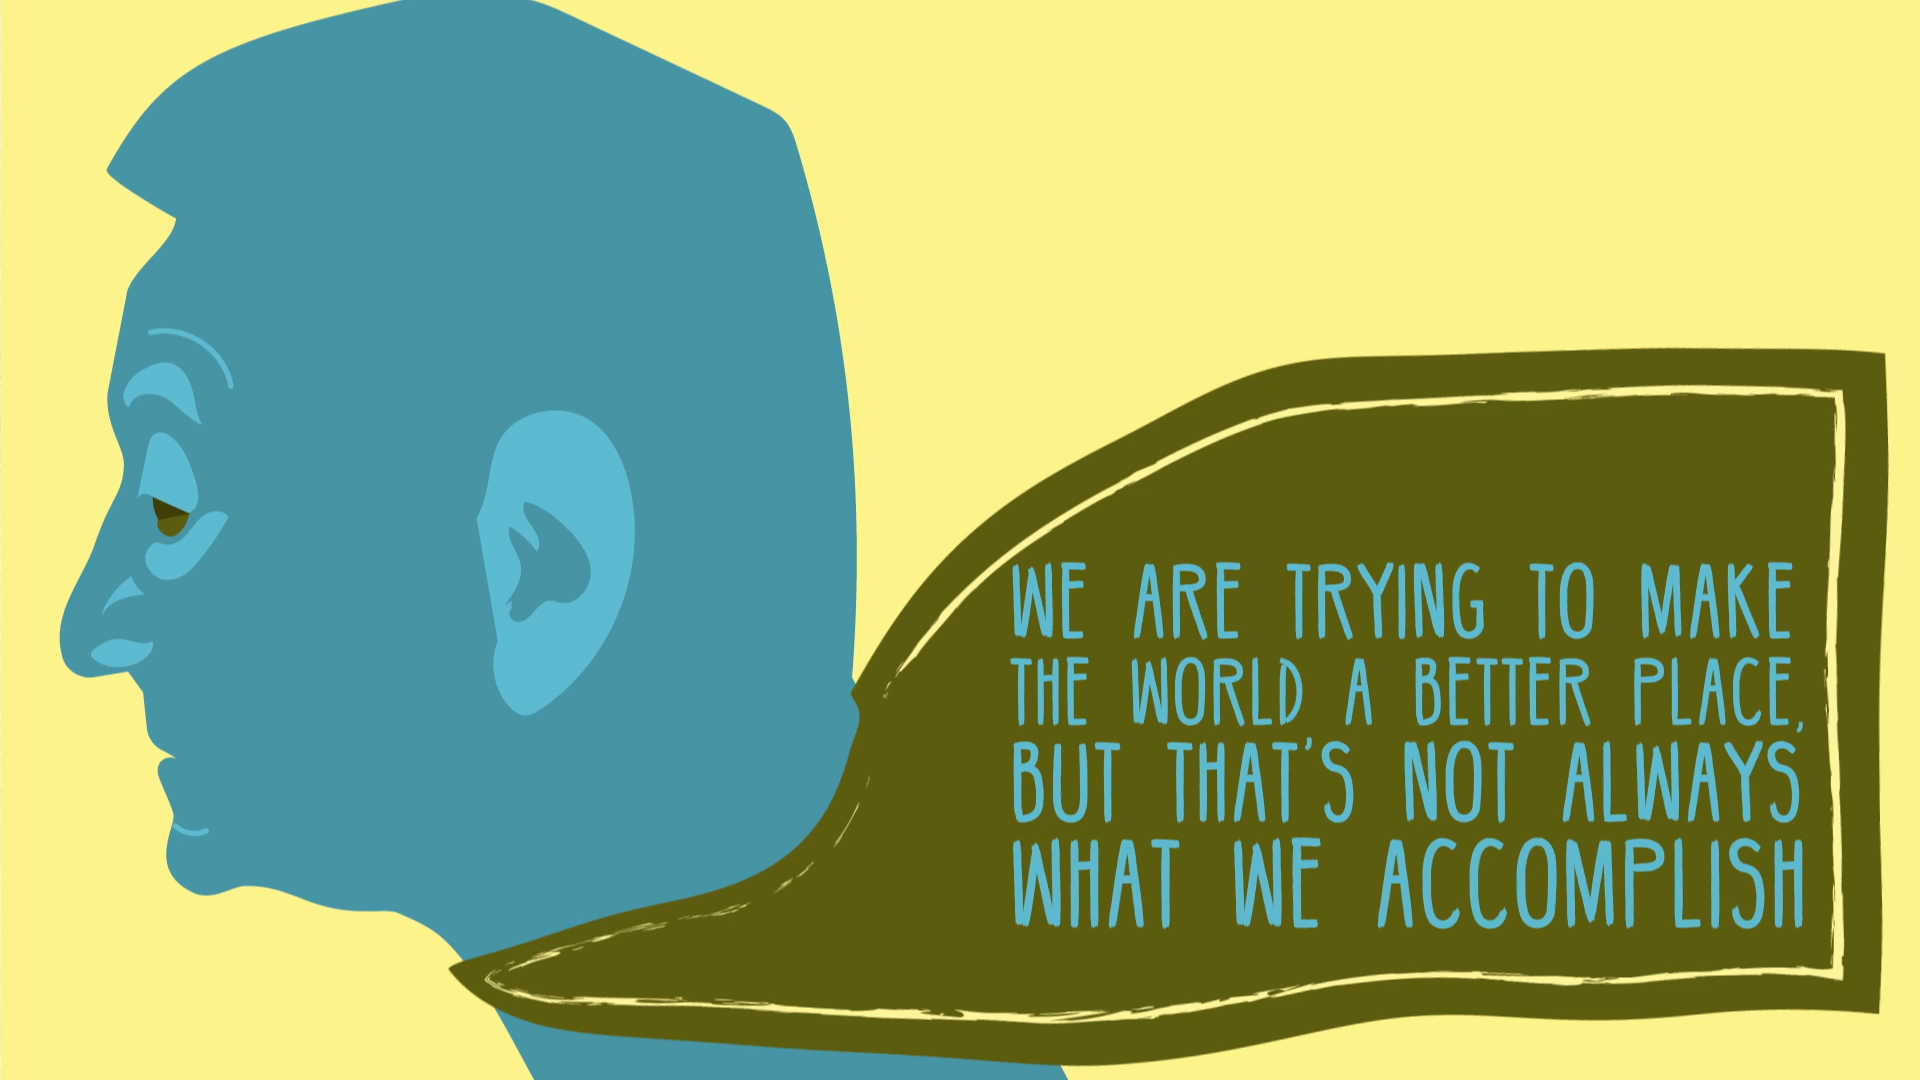 WE ARE TRYING TO MAKE
THE WORLD A BETTER PLACE,
BUT THAT'S NOT ALWAYS
WHAT WE ACCOMPLISH